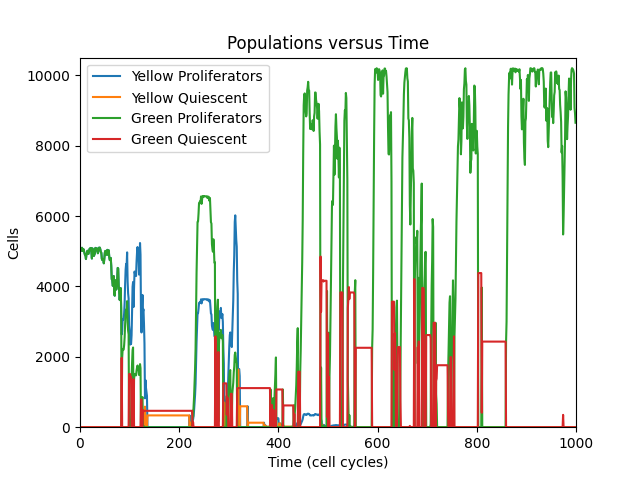 Populations versus Time
Yellow Proliferators
Yellow Quiescent
Green Proliferators
Green Quiescent
10000
8000
6000
4000
2000
0
Cells
0 200 400 600 800 1000
Time (cell cycles)